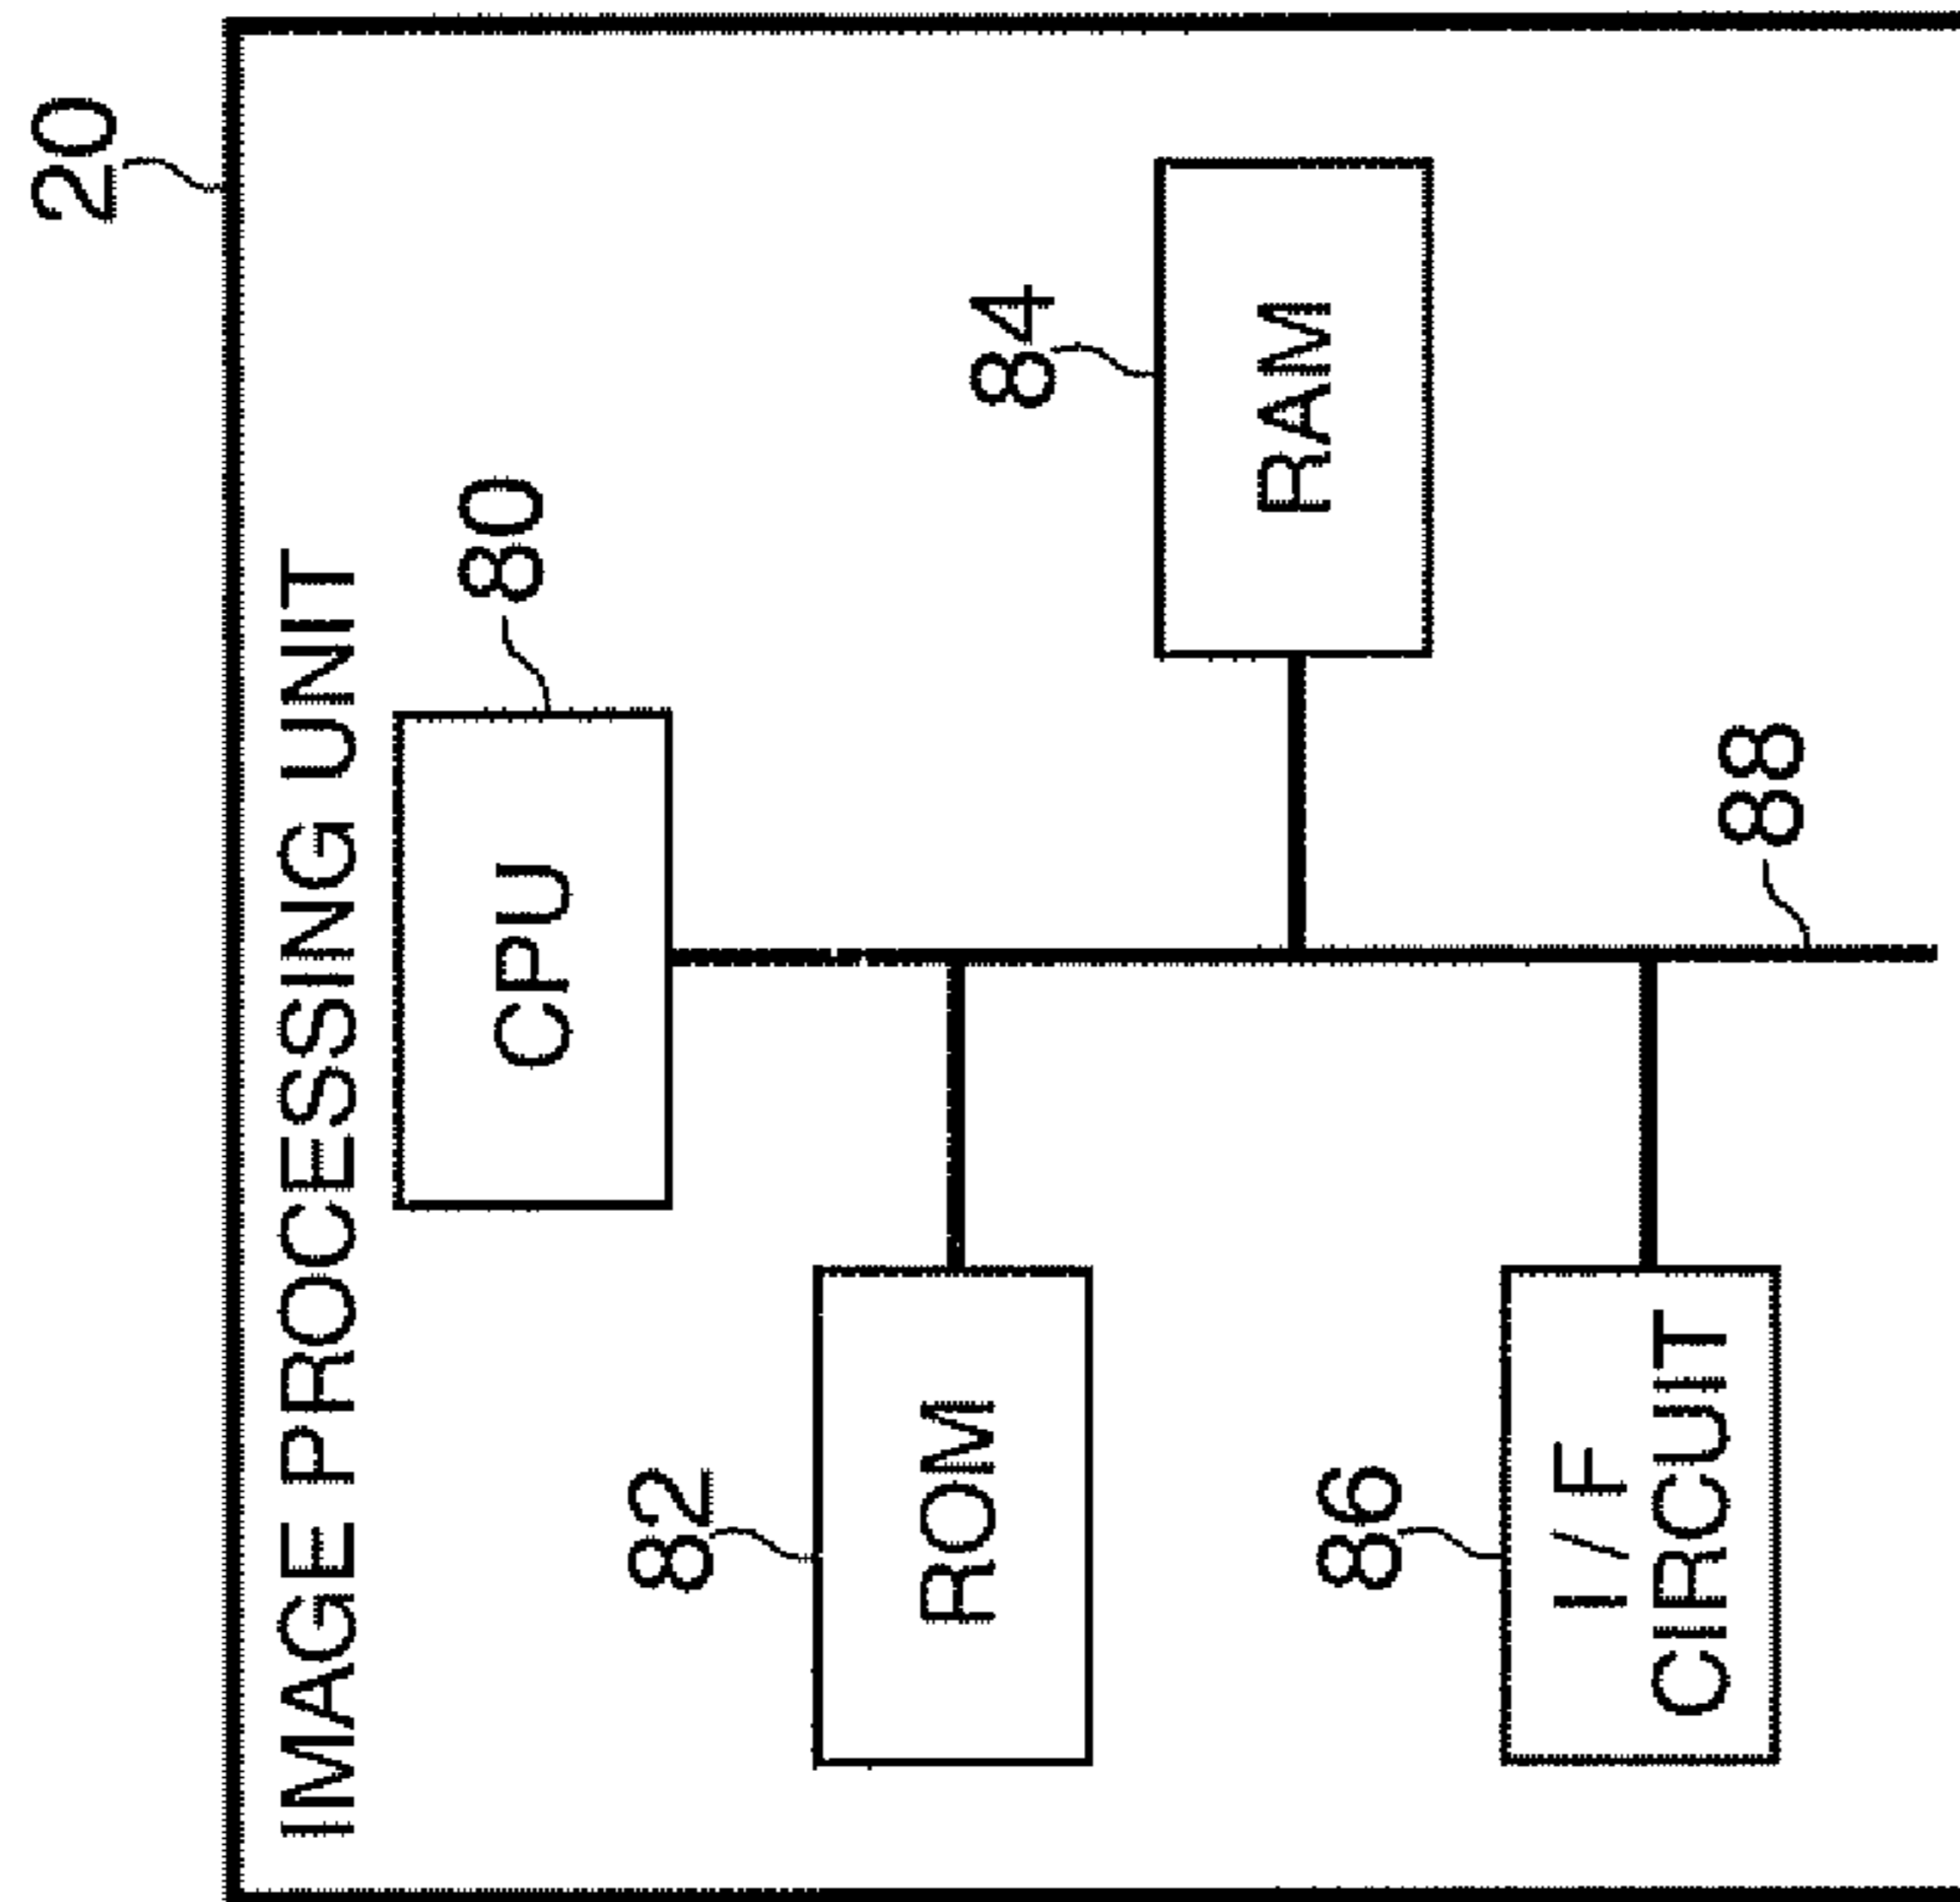 20
IMAGE PROCESSING UNIT
80
CPU
82
ROM
84
RAM
86
I / F
CIRCUIT
88